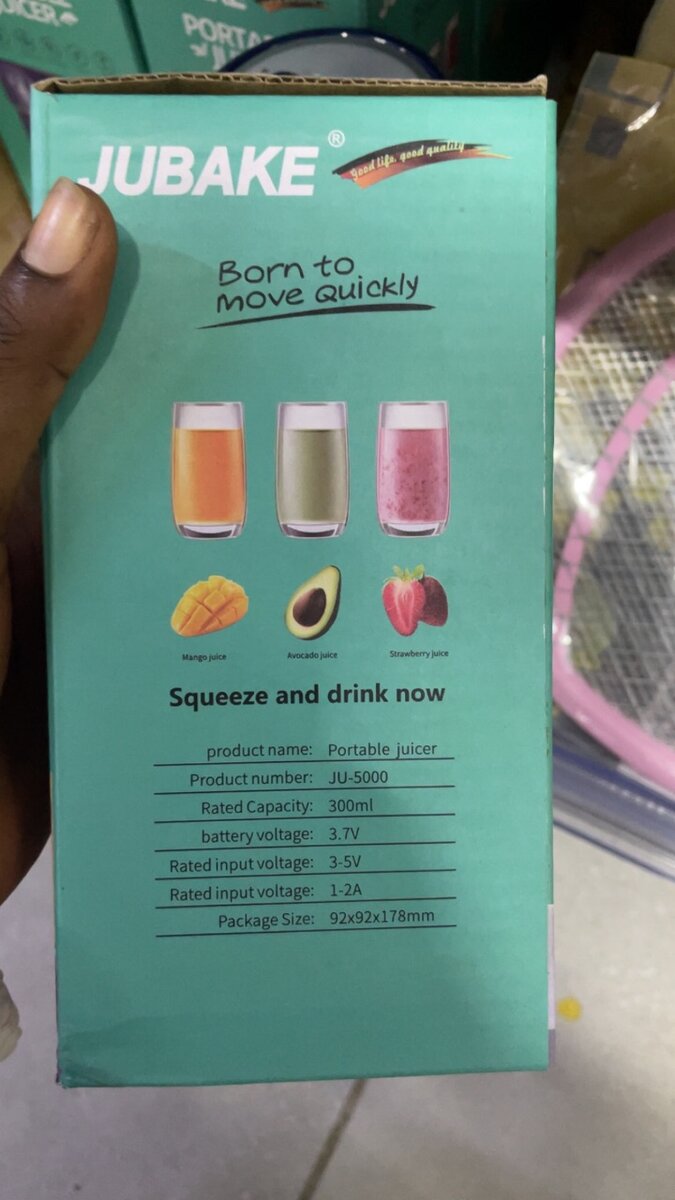 JUICER
PORTA
JUBAKE®
good life. good quality
Born to
move Quickly
Mango juice Avocado juice Strawberry juice
Squeeze and drink now
product name: Portable juicer
Product number: JU-5000
Rated Capacity: 300ml
battery voltage: 3.7V
Rated input voltage: 3-5V
Rated input voltage: 1-2A
Package Size: 92x92x178mm